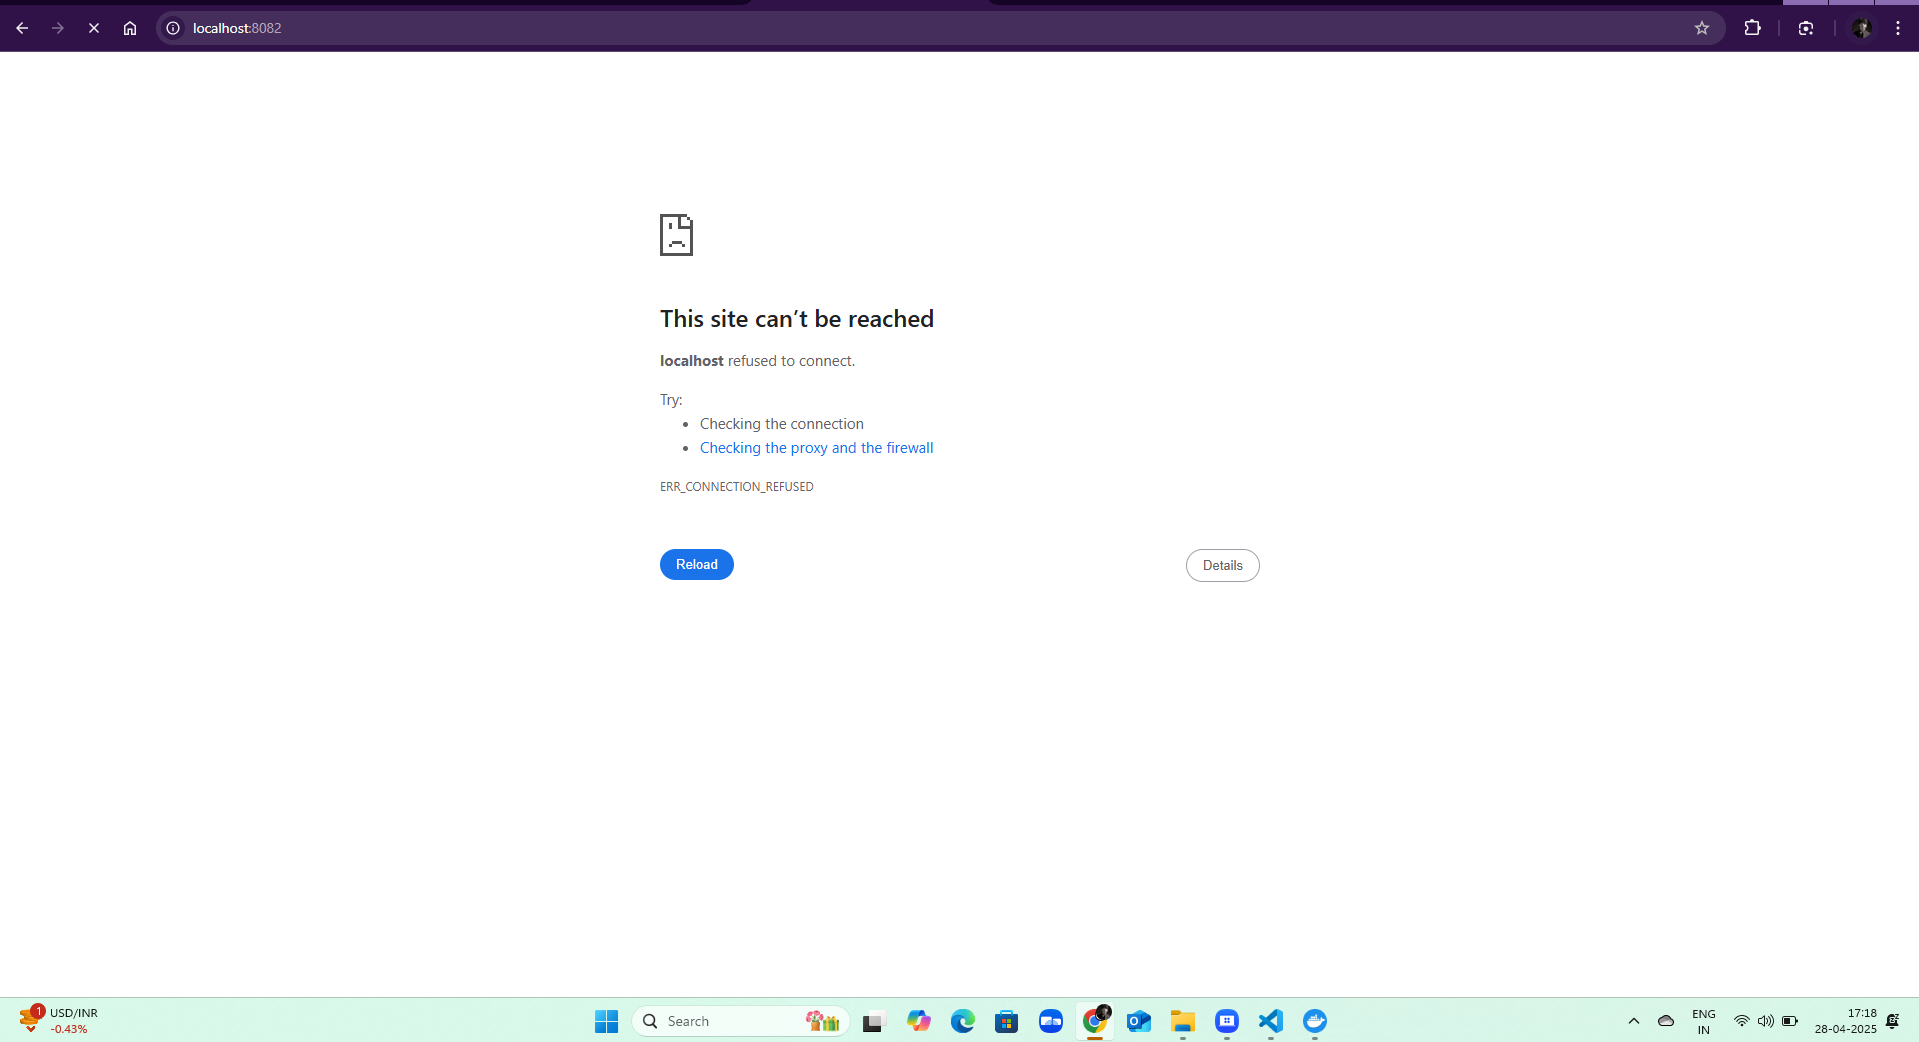 localhost:8082
This site can’t be reached
localhost refused to connect.
Try:
Checking the connection
Checking the proxy and the firewall
ERR_CONNECTION_REFUSED
Reload
Details
1
USD/INR
-0.43%
Search
ENG
IN
17:18
28-04-2025